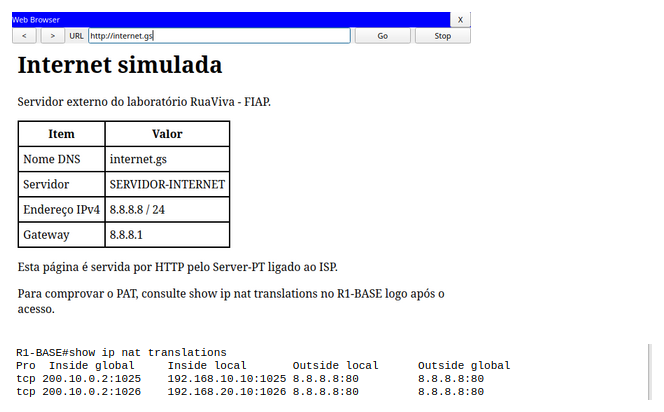 Web Browser X
< > URL http://internet.gs Go Stop
Internet simulada
Servidor externo do laboratório RuaViva - FIAP.
Item Valor
Nome DNS internet.gs
Servidor SERVIDOR-INTERNET
Endereço IPv4 8.8.8.8 / 24
Gateway 8.8.8.1
Esta página é servida por HTTP pelo Server-PT ligado ao ISP.
Para comprovar o PAT, consulte show ip nat translations no R1-BASE logo após o
acesso.
R1-BASE#show ip nat translations
Pro Inside global Inside local Outside local Outside global
tcp 200.10.0.2:1025 192.168.10.10:1025 8.8.8.8:80 8.8.8.8:80
tcp 200.10.0.2:1026 192.168.20.10:1026 8.8.8.8:80 8.8.8.8:80